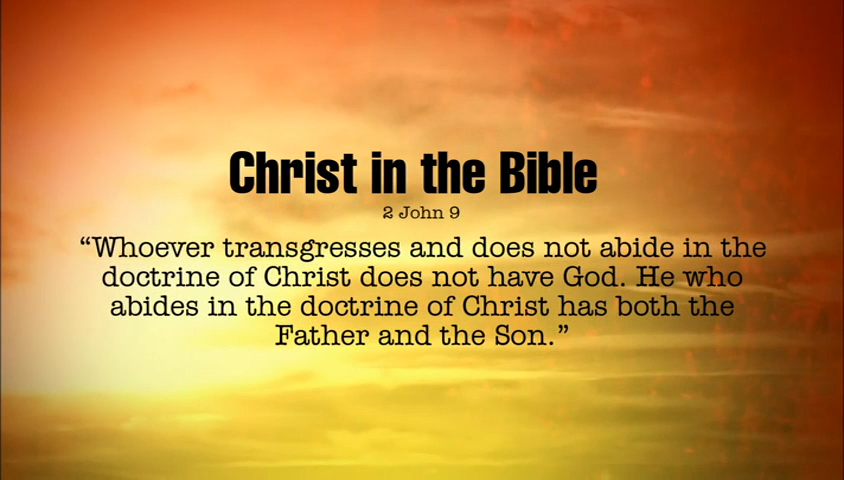 Christ in the Bible
2 John 9
“Whoever transgresses and does not abide in the
doctrine of Christ does not have God. He who
abides in the doctrine of Christ has both the
Father and the Son.”